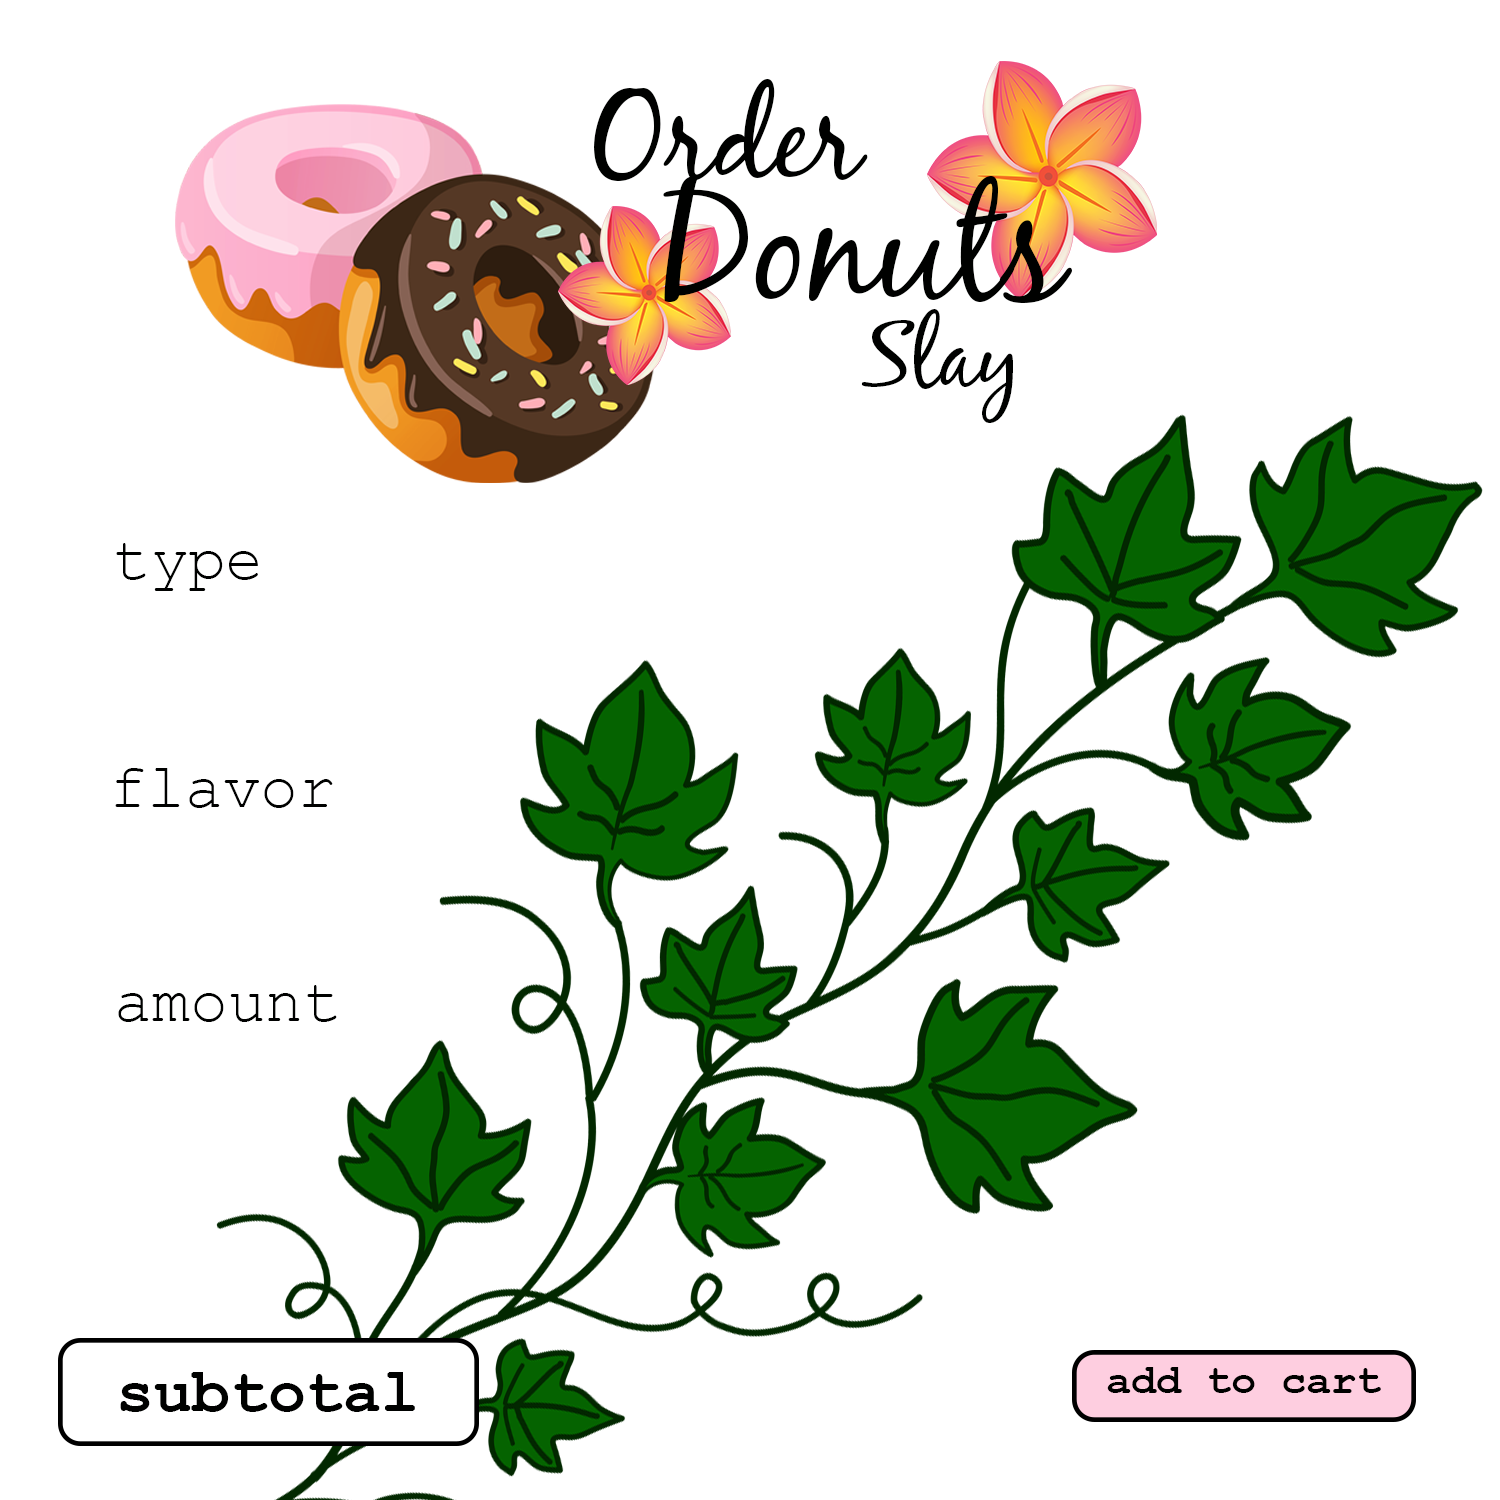 Order
Donuts
Slay
type
flavor
amount
subtotal
add to cart